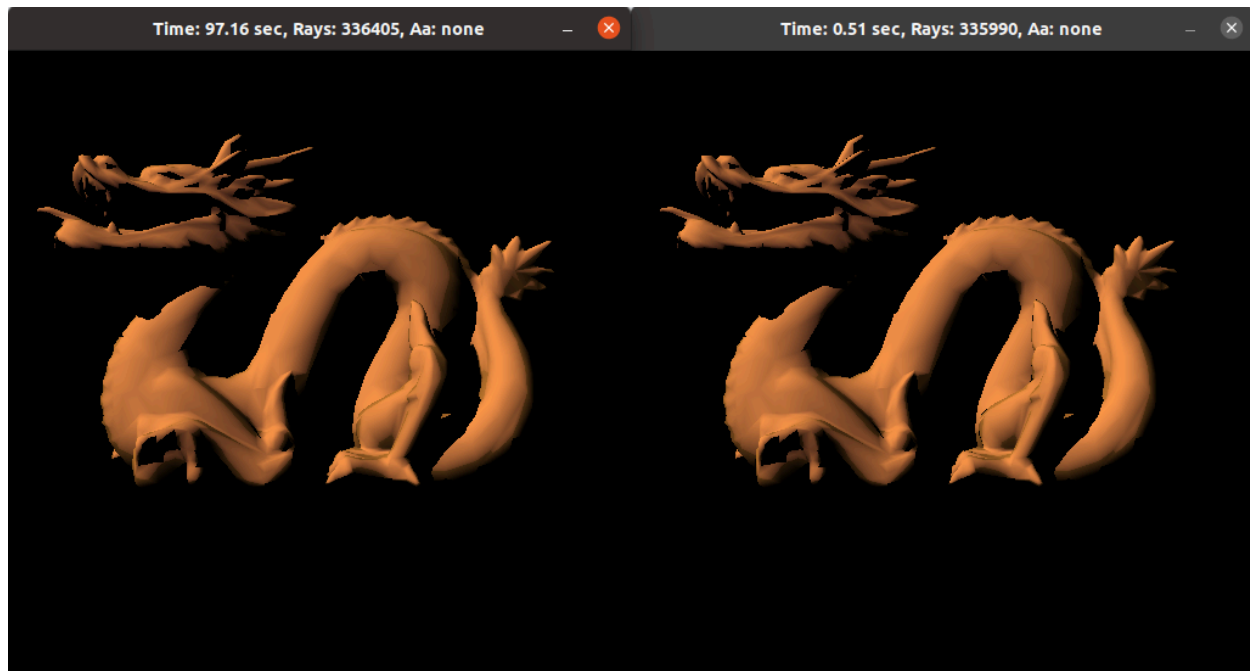 Time: 97.16 sec, Rays: 336405, Aa: none
Time: 0.51 sec, Rays: 335990, Aa: none